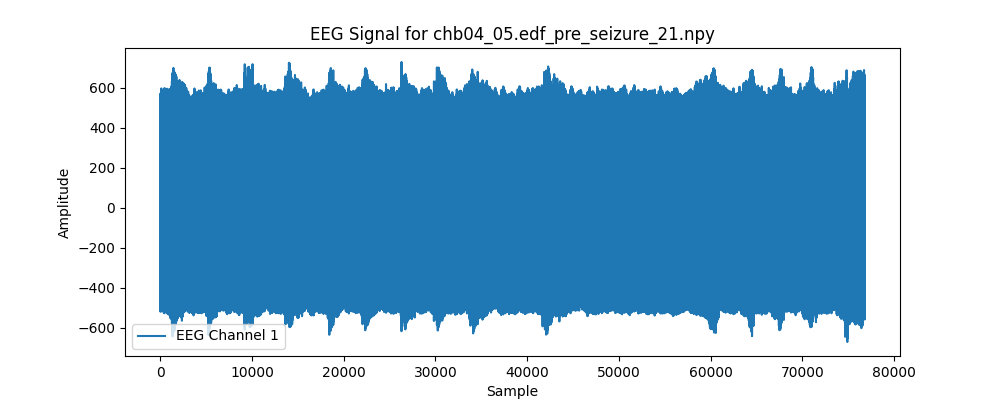 EEG Signal for chb04_05.edf_pre_seizure_21.npy
600
400
200
0
−200
−400
−600
Amplitude
EEG Channel 1
0 10000 20000 30000 40000 50000 60000 70000 80000
Sample